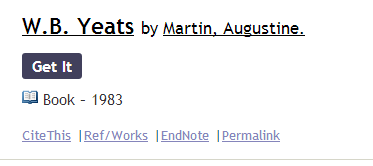 W.B. Yeats by Martin, Augustine.
Get It
Book – 1983
CiteThis | Ref/Works | EndNote | Permalink